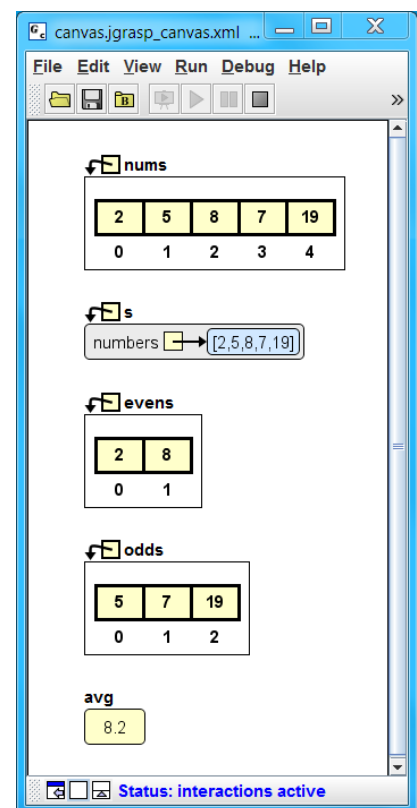 canvas.jgrasp_canvas.xml ...
File Edit View Run Debug Help
B
»
nums
2 5 8 7 19
0 1 2 3 4
s
numbers [2,5,8,7,19]
evens
2 8
0 1
odds
5 7 19
0 1 2
avg
8.2
Status: interactions active